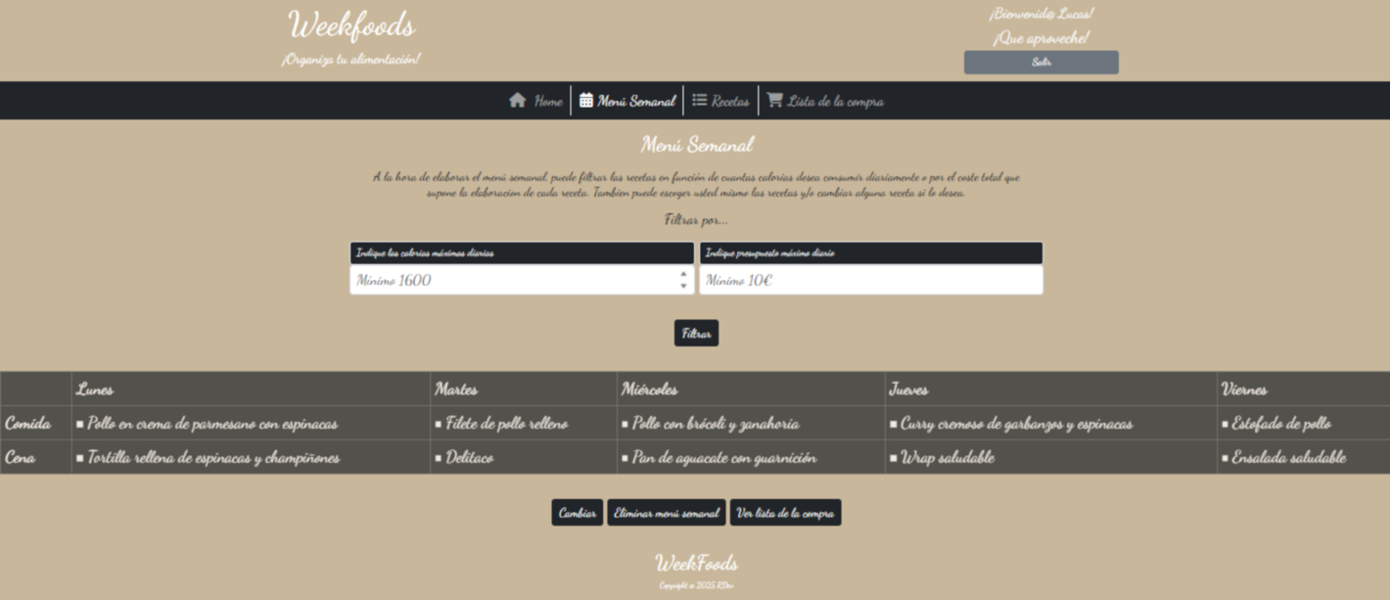 Weekfoods
¡Organiza tu alimentación!
¡Bienvenid@ Lucas!
¡Que aproveche!
Salir
Home
Menú Semanal
Recetas
Lista de la compra
Menú Semanal
A la hora de elaborar el menú semanal, puede filtrar las recetas en función de cuantas calorias desea consumir diariamente o por el coste total que
supone la elaboracion de cada receta. Tambien puede escoger usted mismo las recetas y/o cambiar alguna receta si lo desea.
Filtrar por...
Indique las calorias máximas diarias
Indique presupuesto máximo diario
Mínimo 1600
Mínimo 10€
Filtrar
Lunes Martes Miércoles Jueves Viernes
Comida Pollo en crema de parmesano con espinacas Filete de pollo relleno Pollo con brócoli y zanahoria Curry cremoso de garbanzos y espinacas Estofado de pollo
Cena Tortilla rellena de espinacas y champiñones Delitaco Pan de aguacate con guarnición Wrap saludable Ensalada saludable
Cambiar
Eliminar menú semanal
Ver lista de la compra
WeekFoods
Copyright © 2025